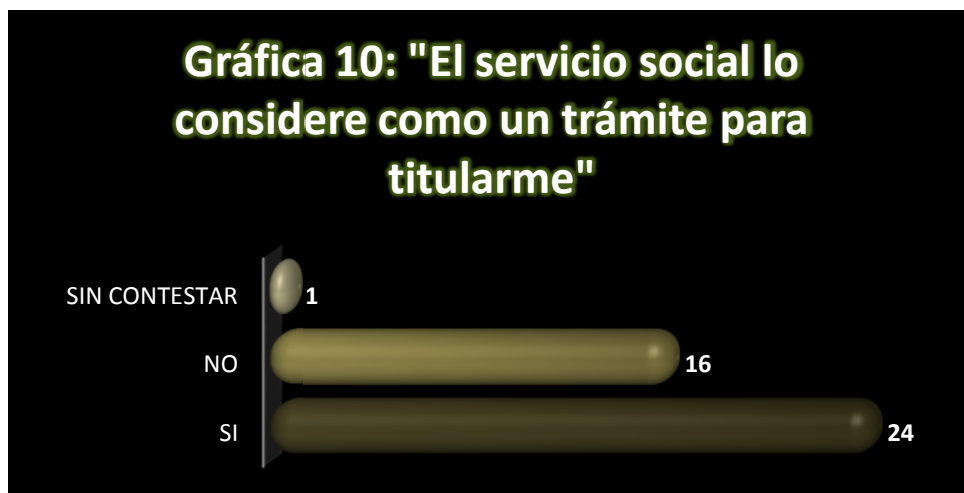 Gráfica 10: "El servicio social lo
considere como un trámite para
titularme"
SIN CONTESTAR
1
NO
16
SI
24